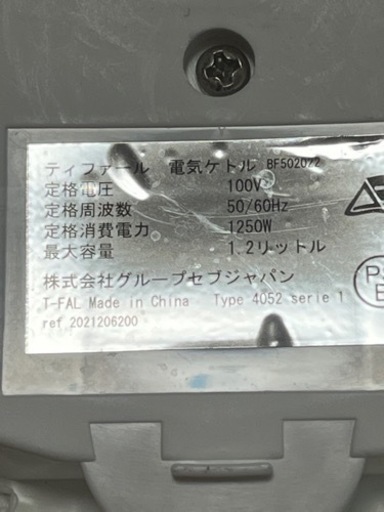 ティファール 電気ケトル BF502022
定格電圧 100V
定格周波数 50/60Hz
定格消費電力 1250W
最大容量 1.2リットル
株式会社グループセブジャパン
T-FAL Made in China Type 4052 serie 1
ref 2021206200